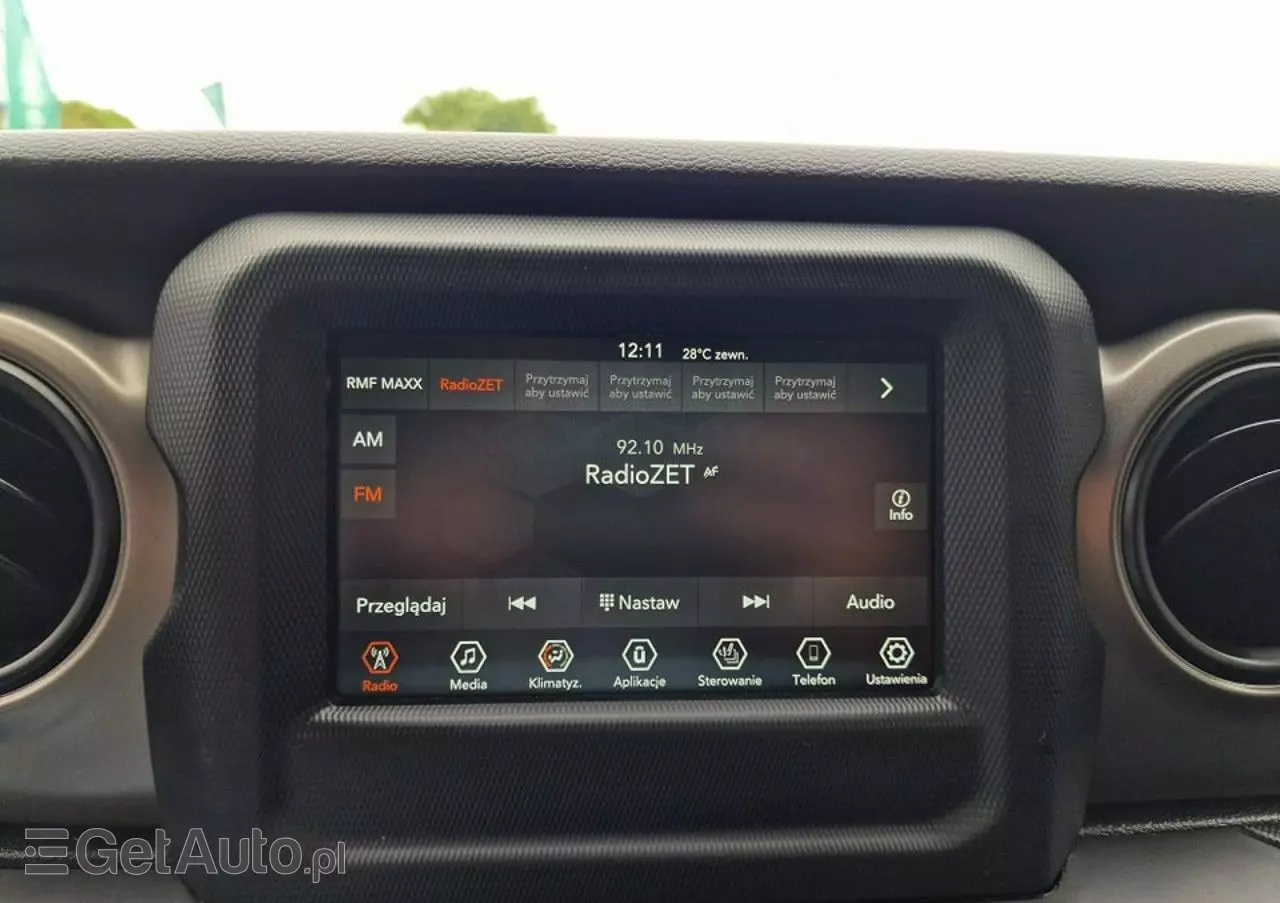 12:11 28°C zewn.
RMF MAXX RadioZET Przytrzymaj aby ustawić Przytrzymaj aby ustawić Przytrzymaj aby ustawić Przytrzymaj aby ustawić
AM
92.10 MHz
RadioZET AF
FM
Info
Przeglądaj Nastaw Audio
Radio Media Klimatyz. Aplikacje Sterowanie Telefon Ustawienia
GetAuto.pl